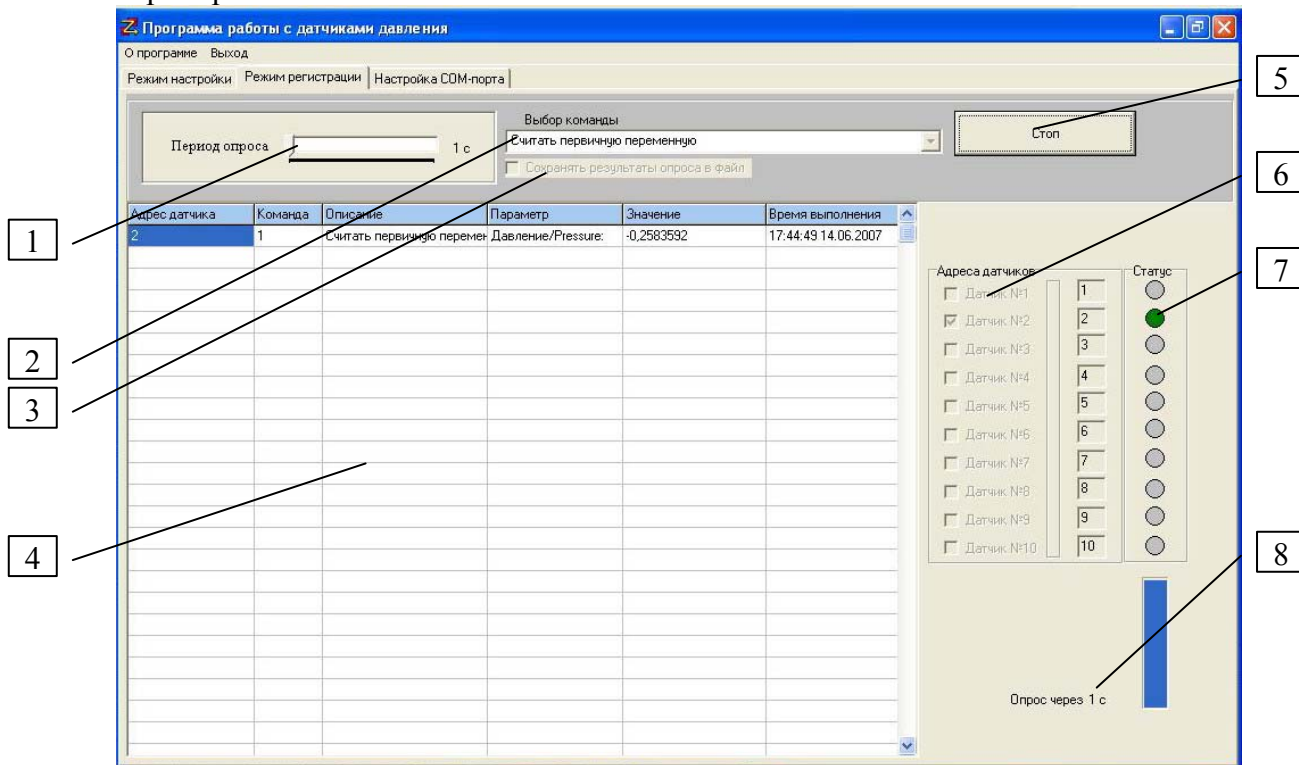 Программа работы с датчиками давления
О программе Выход
Режим настройки Режим регистрации Настройка COM-порта
5
Выбор команды
Период опроса 1 с Считать первичную переменную Стоп
Сохранять результаты опроса в файл
6
Адрес датчика Команда Описание Параметр Значение Время выполнения
1
2 1 Считать первичную перемен Давление/Pressure: -0,2583592 17:44:49 14.06.2007
7
Адреса датчиков Статус
Датчик №1 1
Датчик №2 2
2
Датчик №3 3
Датчик №4 4
3
Датчик №5 5
Датчик №6 6
Датчик №7 7
Датчик №8 8
Датчик №9 9
4
Датчик №10 10
8
Опрос через 1 с